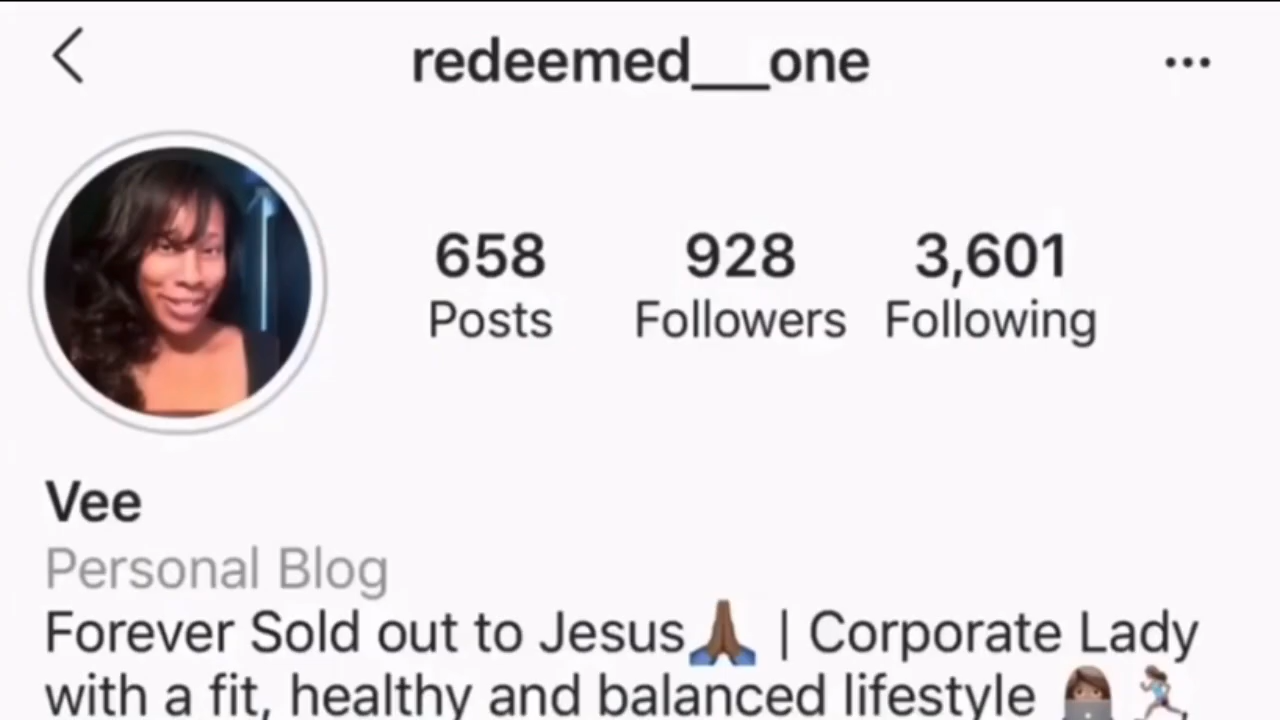 redeemed___one
658 928 3,601
Posts Followers Following
Vee
Personal Blog
Forever Sold out to Jesus🙏🏾 | Corporate Lady
with a fit, healthy and balanced lifestyle 👩🏽‍💻 🏃🏽‍♀️